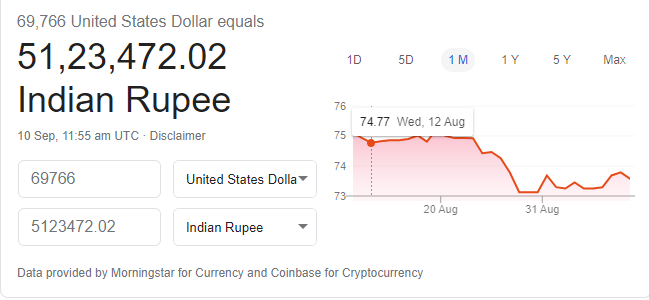 69,766 United States Dollar equals
51,23,472.02
Indian Rupee
10 Sep, 11:55 am UTC · Disclaimer
69766 United States Dolla
5123472.02 Indian Rupee
1D 5D 1 M 1 Y 5 Y Max
76
74.77 Wed, 12 Aug
75
74
73
20 Aug 31 Aug
Data provided by Morningstar for Currency and Coinbase for Cryptocurrency